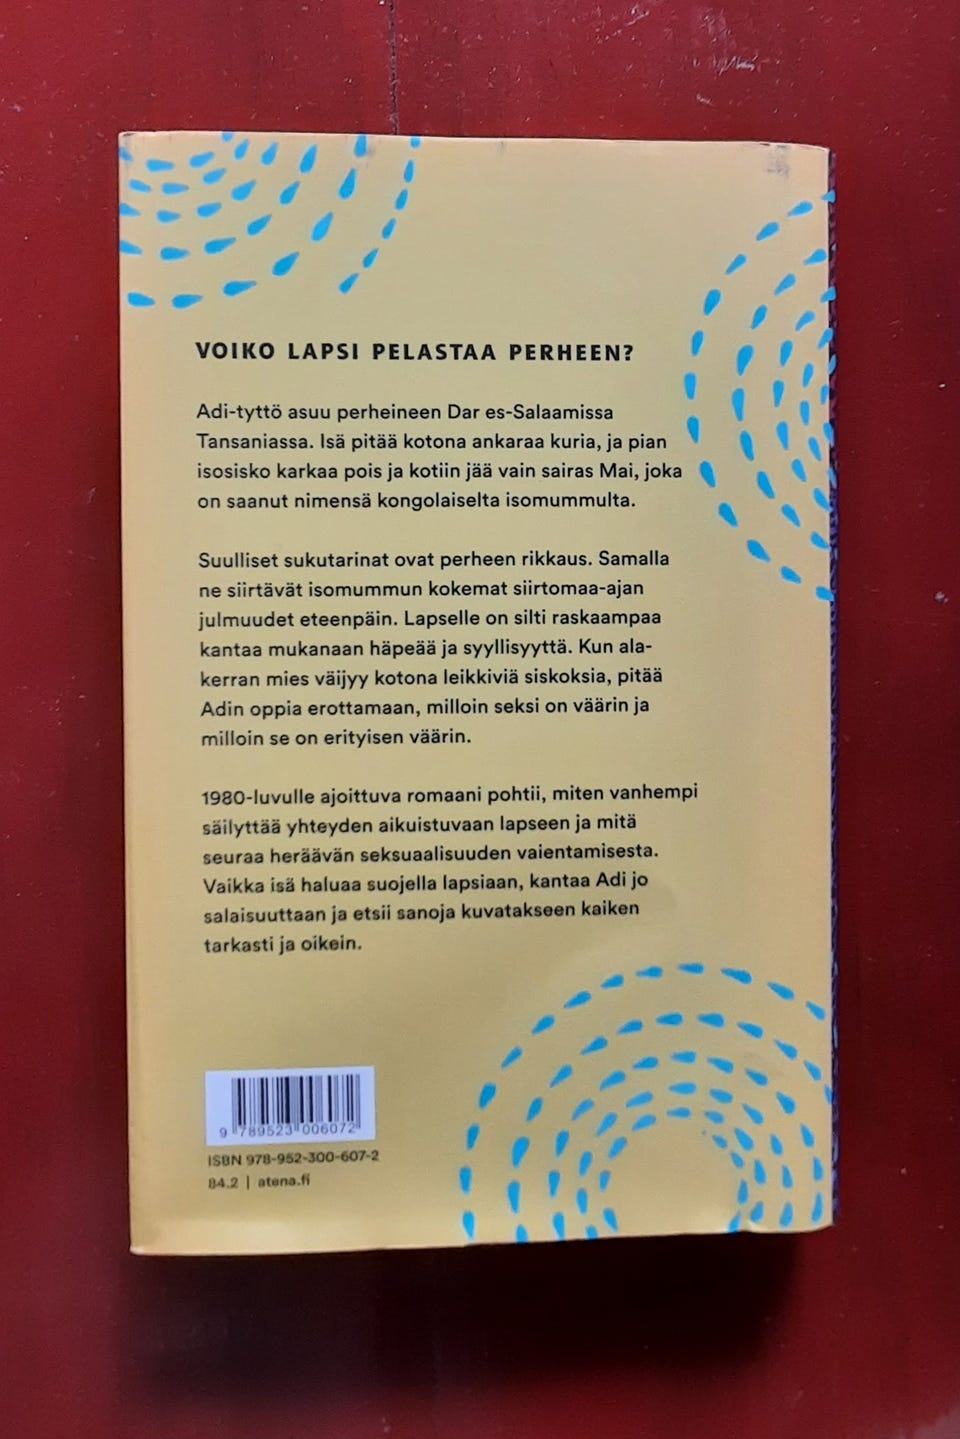 VOIKO LAPSI PELASTAA PERHEEN?
Adi-tyttö asuu perheineen Dar es-Salaamissa
Tansaniassa. Isä pitää kotona ankaraa kuria, ja pian
isosisko karkaa pois ja kotiin jää vain sairas Mai, joka
on saanut nimensä kongolaiselta isomummulta.
Suulliset sukutarinat ovat perheen rikkaus. Samalla
ne siirtävät isomummun kokemat siirtomaa-ajan
julmuudet eteenpäin. Lapselle on silti raskaampaa
kantaa mukanaan häpeää ja syyllisyyttä. Kun ala-
kerran mies väijyy kotona leikkiviä siskoksia, pitää
Adin oppia erottamaan, milloin seksi on väärin ja
milloin se on erityisen väärin.
1980-luvulle ajoittuva romaani pohtii, miten vanhempi
säilyttää yhteyden aikuistuvaan lapseen ja mitä
seuraa heräävän seksuaalisuuden vaientamisesta.
Vaikka isä haluaa suojella lapsiaan, kantaa Adi jo
salaisuuttaan ja etsii sanoja kuvatakseen kaiken
tarkasti ja oikein.
9 789523 006072
ISBN 978-952-300-607-2
84.2 | atena.fi